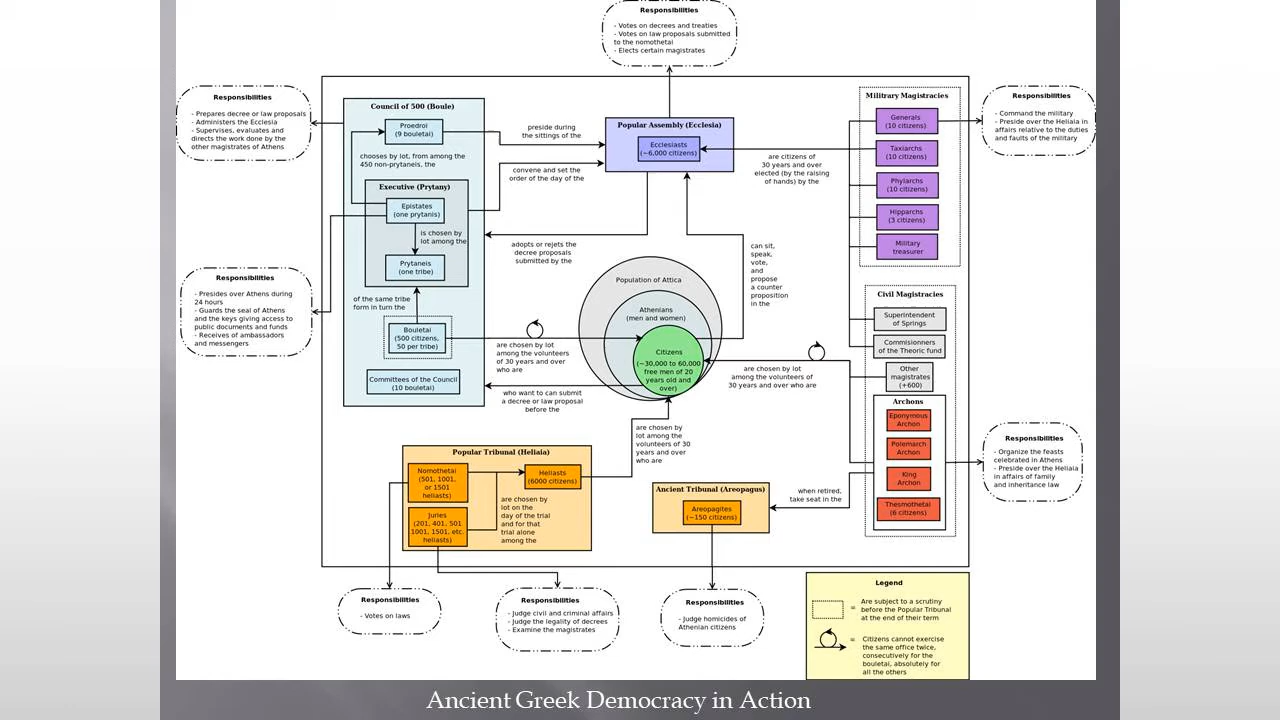 Responsibilities
- Votes on decrees and treaties
- Votes on law proposals submitted
to the nomothetai
- Elects certain magistrates
Responsibilities
- Prepares decree or law proposals
- Administers the Ecclesia
- Supervises, evaluates and
directs the work done by the
other magistrates of Athens
Council of 500 (Boule)
Proedroi
(9 bouletai)
chooses by lot, from among the
450 non-prytaneis, the
Executive (Prytany)
Epistates
(one prytanis)
is chosen by
lot among the
Prytaneis
(one tribe)
of the same tribe
form in turn the
Bouletai
(500 citizens,
50 per tribe)
Committees of the Council
(10 bouletai)
Responsibilities
- Presides over Athens during
24 hours
- Guards the seal of Athens
and the keys giving access to
public documents and funds
- Receives of ambassadors
and messengers
preside during
the sittings of the
convene and set the
order of the day of the
adopts or rejects the
decree proposals
submitted by the
Popular Assembly (Ecclesia)
Ecclesiasts
(~6,000 citizens)
are citizens of
30 years and over
elected (by the raising
of hands) by the
can sit,
speak,
vote,
and
propose
a counter
proposition
in the
Population of Attica
Athenians
(men and women)
Citizens
(~30,000 to 60,000
free men of 20
years old and
over)
are chosen by lot
among the volunteers
of 30 years and over
who are
who want to can submit
a decree or law proposal
before the
are chosen by lot
among the volunteers of
30 years and over who are
are chosen by
lot among the
volunteers of 30
years and over
who are
Military Magistracies
Generals
(10 citizens)
Taxiarchs
(10 citizens)
Phylarchs
(10 citizens)
Hipparchs
(3 citizens)
Military
treasurer
Responsibilities
- Command the military
- Preside over the Heliaia in
affairs relative to the duties
and faults of the military
Civil Magistracies
Superintendent
of Springs
Commisionners
of the Theoric fund
Other
magistrates
(+600)
Archons
Eponymous
Archon
Polemarch
Archon
King
Archon
Thesmothetai
(6 citizens)
Responsibilities
- Organize the feasts
celebrated in Athens
- Preside over the Heliaia
in affairs of family
and inheritance law
Popular Tribunal (Heliaia)
Nomothetai
(501, 1001,
or 1501
heliasts)
Heliasts
(6000 citizens)
Juries
(201, 401, 501
1001, 1501, etc.
heliasts)
are chosen by
lot on the
day of the trial
and for that
trial alone
among the
Ancient Tribunal (Areopagus)
Areopagites
(~150 citizens)
when retired,
take seat in the
Responsibilities
- Votes on laws
Responsibilities
- Judge civil and criminal affairs
- Judge the legality of decrees
- Examine the magistrates
Responsibilities
- Judge homicides of
Athenian citizens
Legend
= Are subject to a scrutiny
before the Popular Tribunal
at the end of their term
= Citizens cannot exercise
the same office twice,
consecutively for the
bouletai, absolutely for
all the others
Ancient Greek Democracy in Action